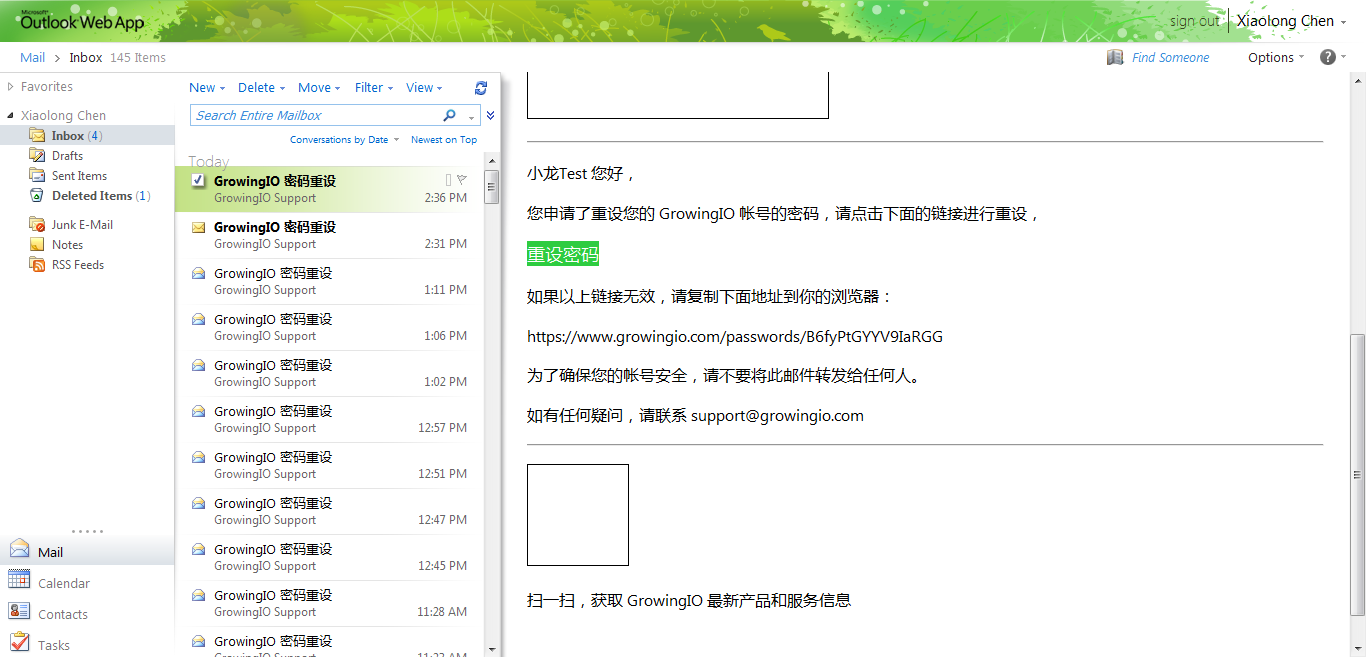 Microsoft
Outlook Web App
sign out
Xiaolong Chen
Mail > Inbox 145 Items
Find Someone
Options
?
Favorites
Xiaolong Chen
Inbox (4)
Drafts
Sent Items
Deleted Items (1)
Junk E-Mail
Notes
RSS Feeds
Mail
Calendar
Contacts
Tasks
New Delete Move Filter View
Search Entire Mailbox
Conversations by Date Newest on Top
Today
GrowingIO 密码重设
GrowingIO Support 2:36 PM
GrowingIO 密码重设
GrowingIO Support 2:31 PM
GrowingIO 密码重设
GrowingIO Support 1:11 PM
GrowingIO 密码重设
GrowingIO Support 1:06 PM
GrowingIO 密码重设
GrowingIO Support 1:02 PM
GrowingIO 密码重设
GrowingIO Support 12:57 PM
GrowingIO 密码重设
GrowingIO Support 12:51 PM
GrowingIO 密码重设
GrowingIO Support 12:47 PM
GrowingIO 密码重设
GrowingIO Support 12:45 PM
GrowingIO 密码重设
GrowingIO Support 11:28 AM
GrowingIO 密码重设
GrowingIO Support 11:23 AM
小龙Test 您好，
您申请了重设您的 GrowingIO 帐号的密码，请点击下面的链接进行重设，
重设密码
如果以上链接无效，请复制下面地址到你的浏览器：
https://www.growingio.com/passwords/B6fyPtGYYV9IaRGG
为了确保您的帐号安全，请不要将此邮件转发给任何人。
如有任何疑问，请联系 support@growingio.com
扫一扫，获取 GrowingIO 最新产品和服务信息